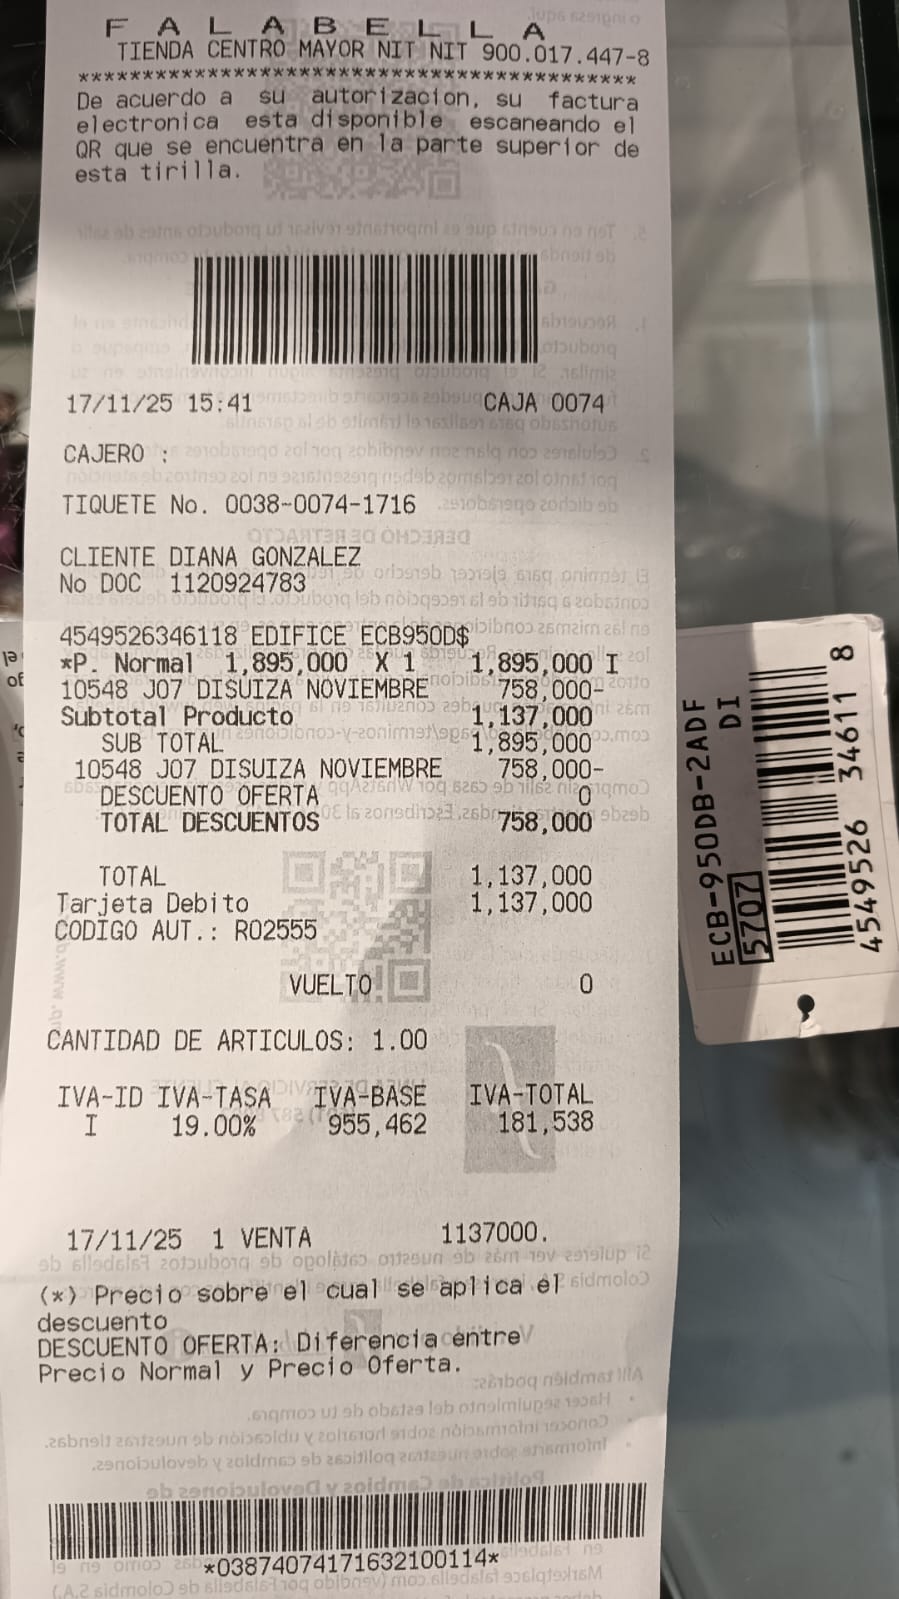 F A L A B E L L A
TIENDA CENTRO MAYOR NIT NIT 900.017.447-8
*******************************************
De acuerdo a su autorizacion, su factura
electronica esta disponible escaneando el
QR que se encuentra en la parte superior de
esta tirilla.
17/11/25 15:41 CAJA 0074
CAJERO :
TIQUETE No. 0038-0074-1716
CLIENTE DIANA GONZALEZ
No DOC 1120924783
4549526346118 EDIFICE ECB950D$
*P. Normal 1,895,000 X 1 1,895,000 I
10548 J07 DISUIZA NOVIEMBRE 758,000-
Subtotal Producto 1,137,000
SUB TOTAL 1,895,000
10548 J07 DISUIZA NOVIEMBRE 758,000-
DESCUENTO OFERTA 0
TOTAL DESCUENTOS 758,000
TOTAL 1,137,000
Tarjeta Debito 1,137,000
CODIGO AUT.: R02555
VUELTO 0
CANTIDAD DE ARTICULOS: 1.00
IVA-ID IVA-TASA IVA-BASE IVA-TOTAL
I 19.00% 955,462 181,538
17/11/25 1 VENTA 1137000.
(*) Precio sobre el cual se aplica el
descuento
DESCUENTO OFERTA: Diferencia entre
Precio Normal y Precio Oferta.
*03874074171632100114*
ECB-950DB-2ADF
DI
5707
4549526 34611 8